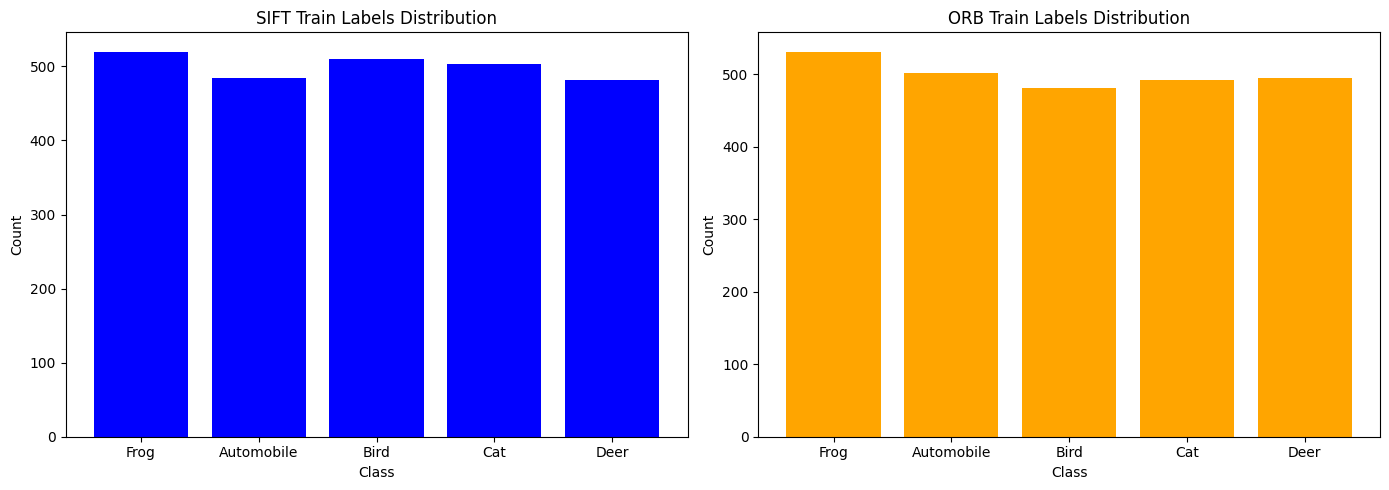 SIFT Train Labels Distribution
500
400
300
200
100
0
Count
Frog Automobile Bird Cat Deer
Class
ORB Train Labels Distribution
500
400
300
200
100
0
Count
Frog Automobile Bird Cat Deer
Class